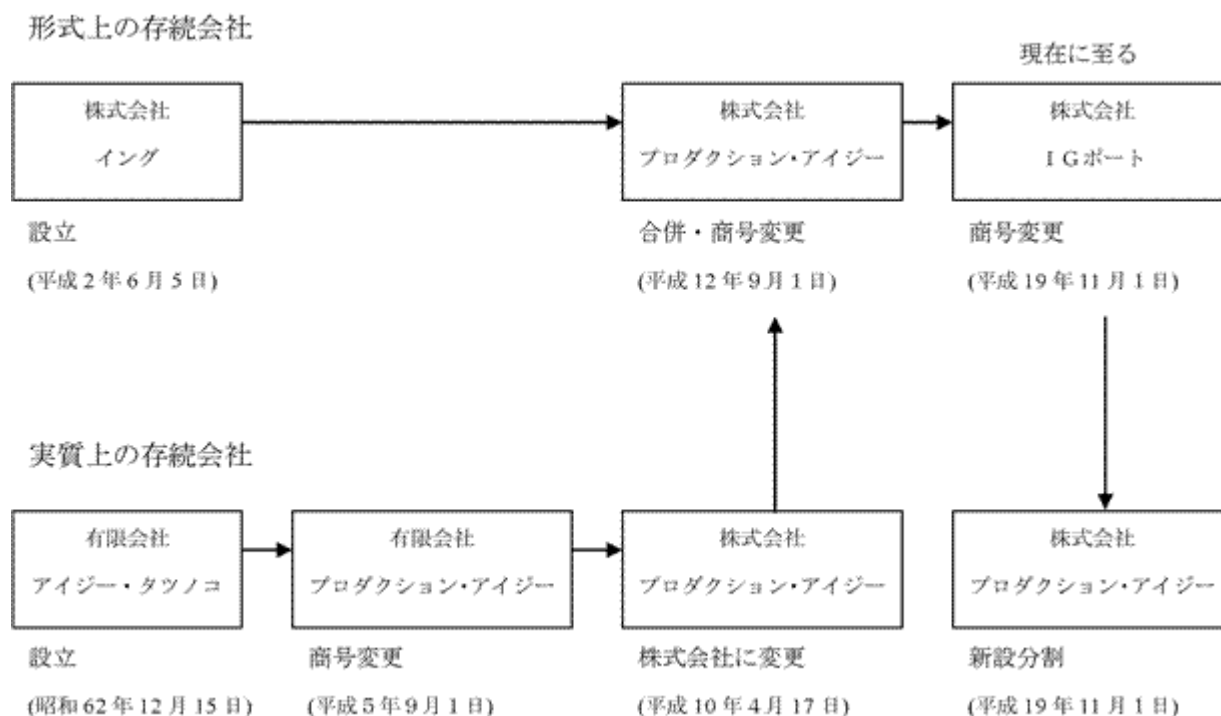 形式上の存続会社
現在に至る
株式会社
イング
株式会社
プロダクション・アイジー
株式会社
IGポート
設立
(平成2年6月5日)
合併・商号変更
(平成12年9月1日)
商号変更
(平成19年11月1日)
実質上の存続会社
有限会社
アイジー・タツノコ
有限会社
プロダクション・アイジー
株式会社
プロダクション・アイジー
株式会社
プロダクション・アイジー
設立
(昭和62年12月15日)
商号変更
(平成5年9月1日)
株式会社に変更
(平成10年4月17日)
新設分割
(平成19年11月1日)